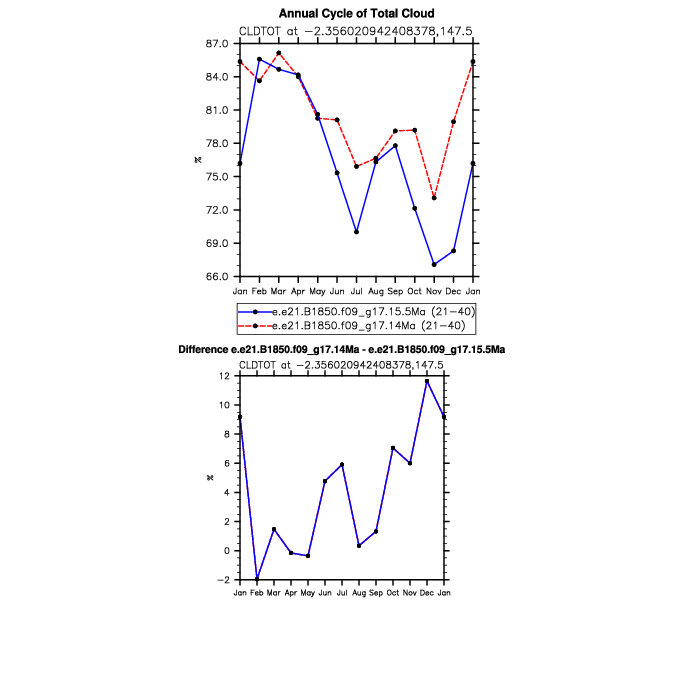 Annual Cycle of Total Cloud
CLDTOT at −2.356020942408378,147.5
87.0
84.0
81.0
78.0
75.0
72.0
69.0
66.0
%
Jan Feb Mar Apr May Jun Jul Aug Sep Oct Nov Dec Jan
e.e21.B1850.f09_g17.15.5Ma (21−40)
e.e21.B1850.f09_g17.14Ma (21−40)
Difference e.e21.B1850.f09_g17.14Ma - e.e21.B1850.f09_g17.15.5Ma
CLDTOT at −2.356020942408378,147.5
12
10
8
6
4
2
0
−2
%
Jan Feb Mar Apr May Jun Jul Aug Sep Oct Nov Dec Jan